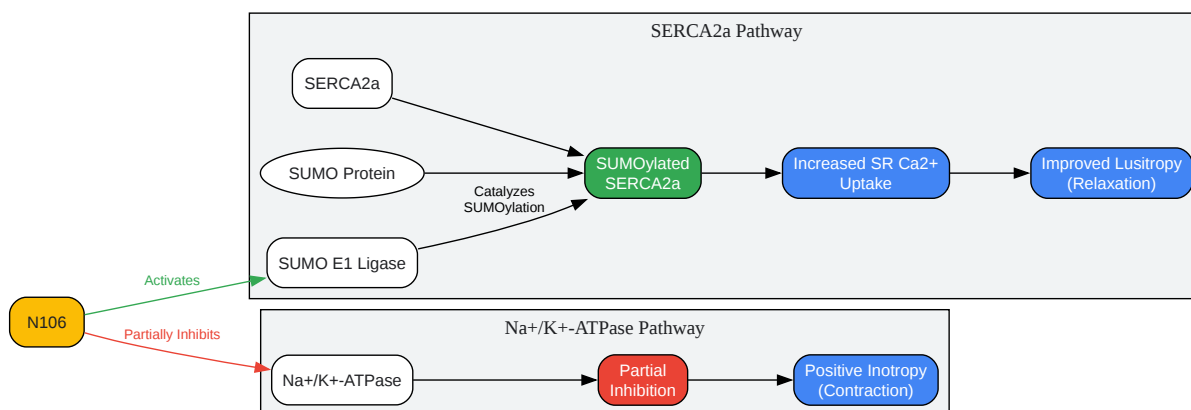 SERCA2a Pathway
SERCA2a
SUMO Protein
SUMOylated
SERCA2a
Increased SR Ca2+
Uptake
Improved Lusitropy
(Relaxation)
Catalyzes
SUMOylation
SUMO E1 Ligase
Activates
N106
Partially Inhibits
Na+/K+-ATPase Pathway
Na+/K+-ATPase
Partial
Inhibition
Positive Inotropy
(Contraction)